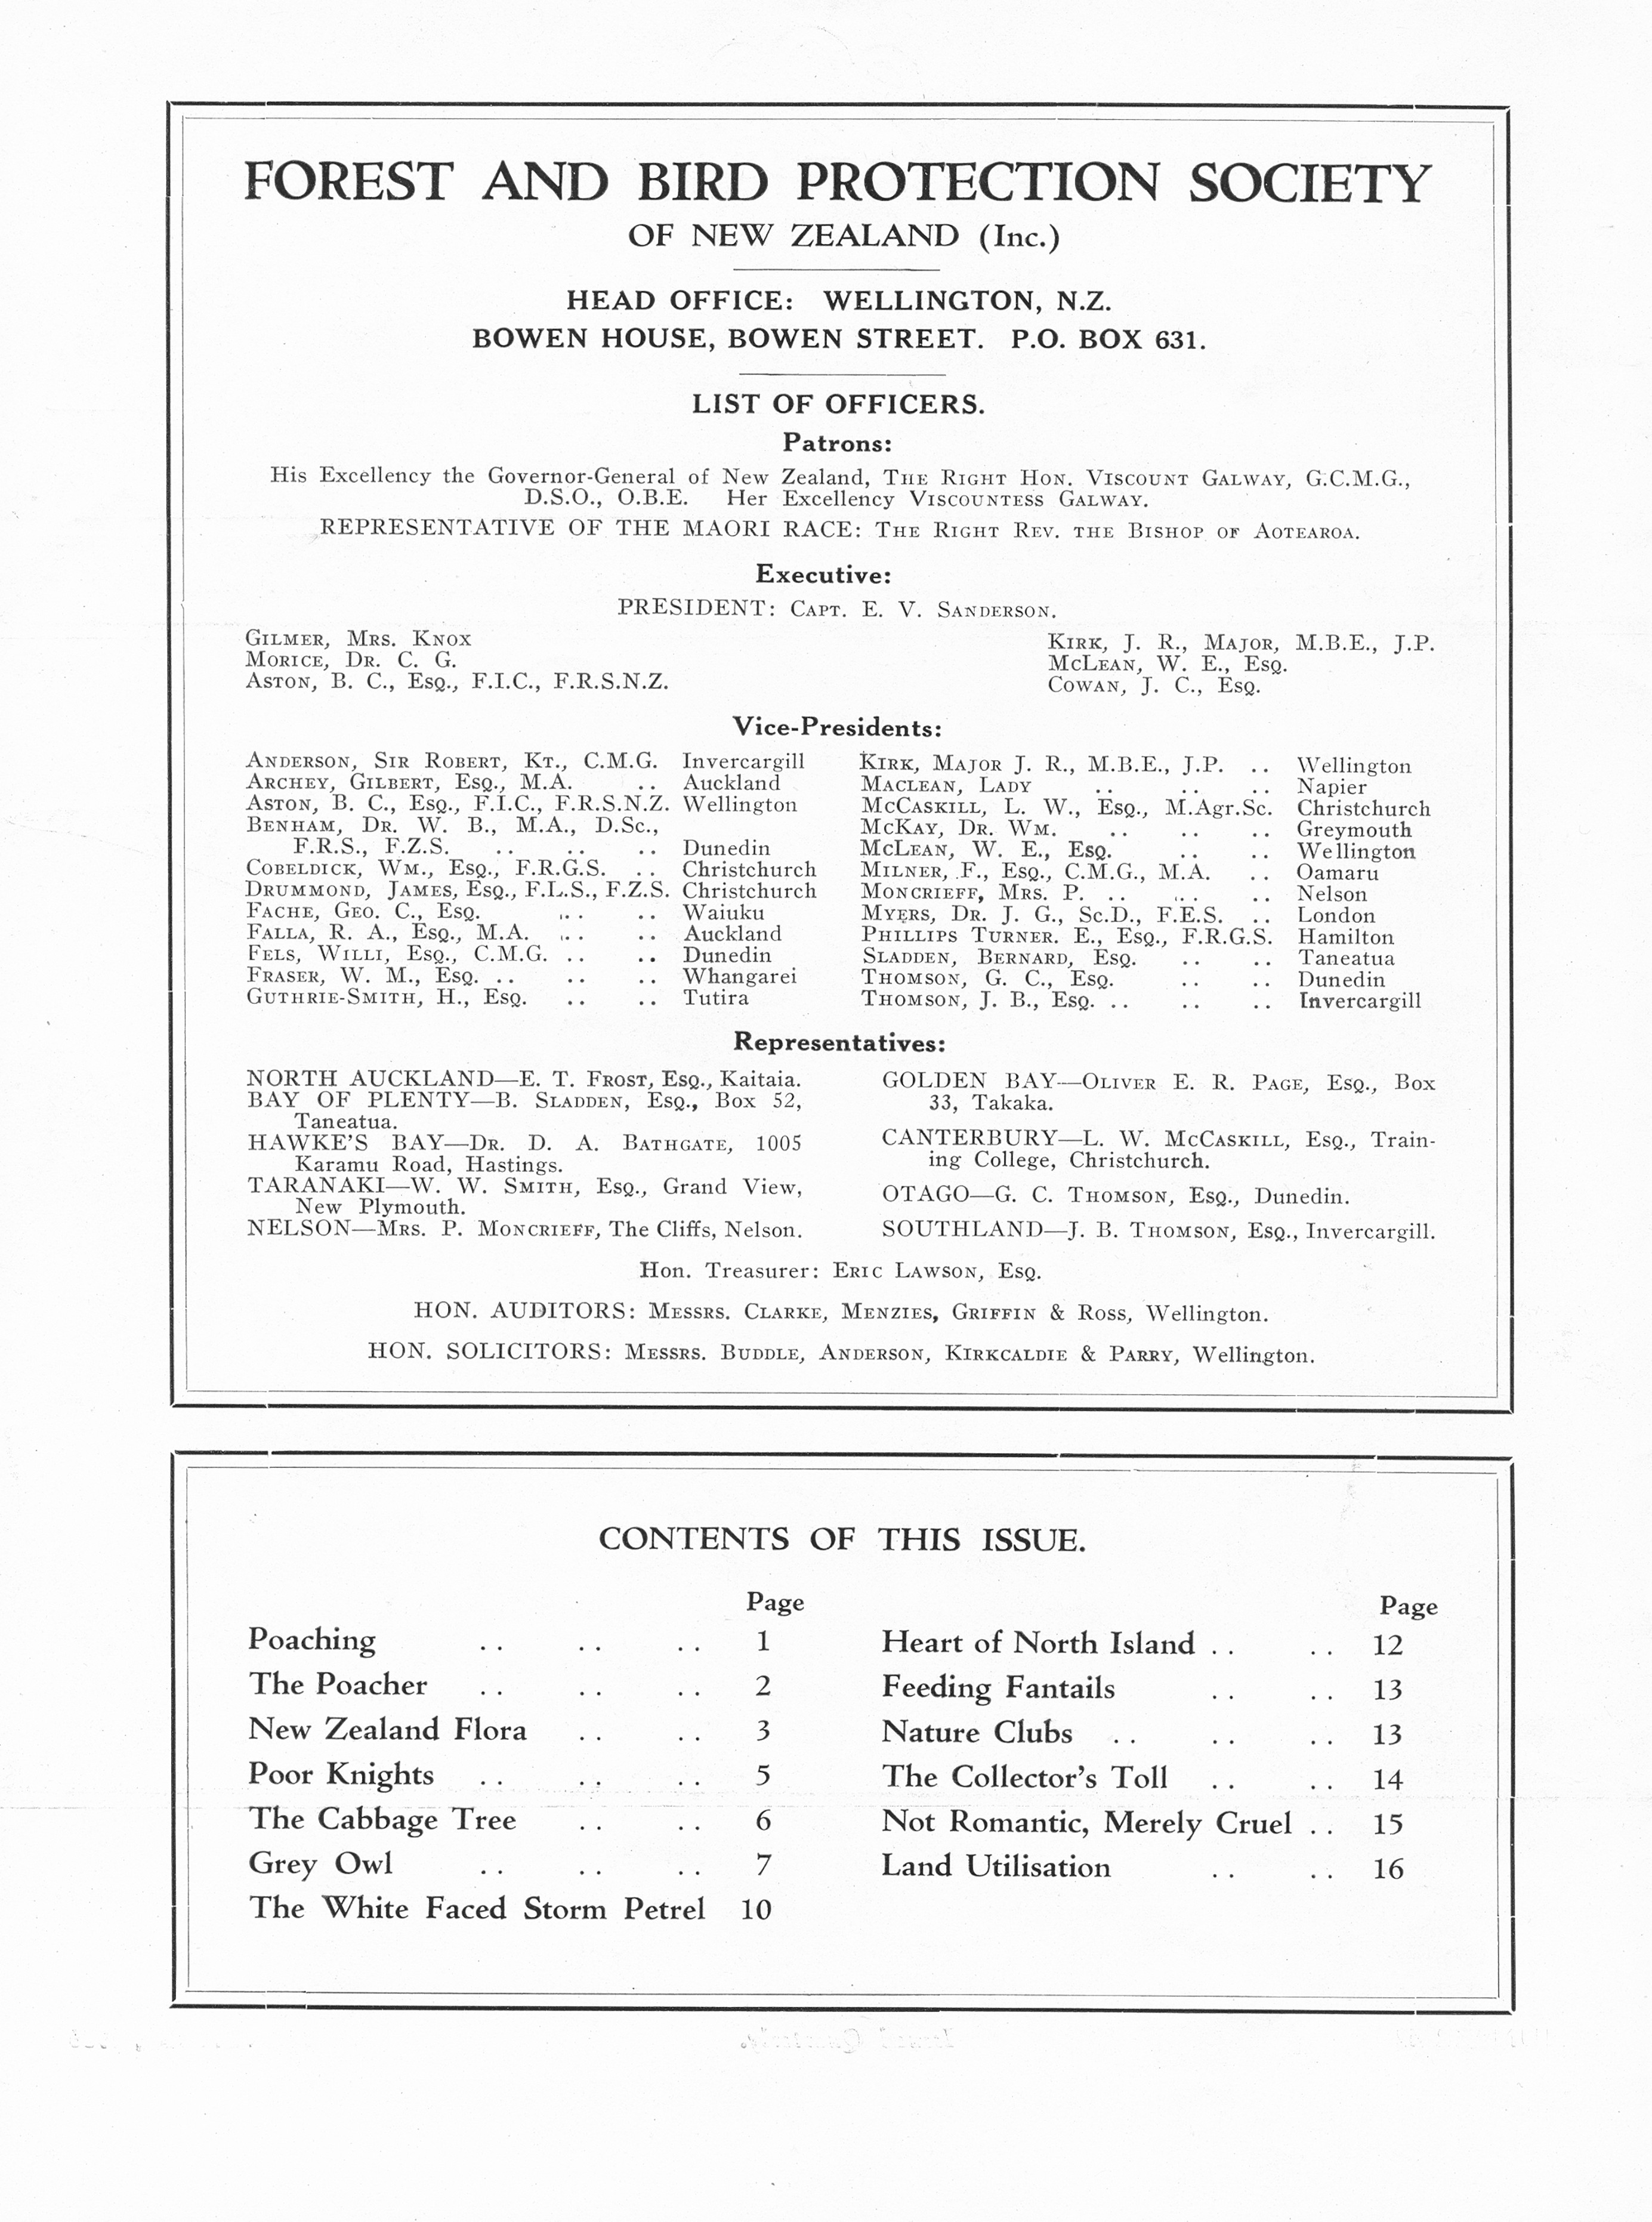 FOREST AND BIRD PROTECTION SOCIETY
OF NEW ZEALAND (Inc.)
HEAD OFFICE: WELLINGTON, N.Z.
BOWEN HOUSE, BOWEN STREET. P.O. BOX 631.
LIST OF OFFICERS.
Patrons:
His Excellency the Governor-General of New Zealand, THE RIGHT HON. VISCOUNT GALWAY, G.C.M.G.,
D.S.O., O.B.E. Her Excellency VISCOUNTESS GALWAY.
REPRESENTATIVE OF THE MAORI RACE: THE RIGHT REV. THE BISHOP OF AOTEAROA.
Executive:
PRESIDENT: CAPT. E. V. SANDERSON.
GILMER, MRS. KNOX
MORICE, DR. C. G.
ASTON, B. C., ESQ., F.I.C., F.R.S.N.Z.
KIRK, J. R., MAJOR, M.B.E., J.P.
MCLEAN, W. E., ESQ.
COWAN, J. C., ESQ.
Vice-Presidents:
ANDERSON, SIR ROBERT, KT., C.M.G. Invercargill
ARCHEY, GILBERT, ESQ., M.A. .. Auckland
ASTON, B. C., ESQ., F.I.C., F.R.S.N.Z. Wellington
BENHAM, DR. W. B., M.A., D.Sc.,
F.R.S., F.Z.S. .. .. .. Dunedin
COBELDICK, WM., ESQ., F.R.G.S. .. Christchurch
DRUMMOND, JAMES, ESQ., F.L.S., F.Z.S. Christchurch
FACHE, GEO. C., ESQ. .. .. Waiuku
FALLA, R. A., ESQ., M.A. .. .. Auckland
FELS, WILLI, ESQ., C.M.G. .. .. Dunedin
FRASER, W. M., ESQ. .. .. .. Whangarei
GUTHRIE-SMITH, H., ESQ. .. .. Tutira
KIRK, MAJOR J. R., M.B.E., J.P. .. Wellington
MACLEAN, LADY .. .. .. Napier
MCCASKILL, L. W., ESQ., M.Agr.Sc. Christchurch
MCKAY, DR. WM. .. .. .. Greymouth
MCLEAN, W. E., ESQ. .. .. Wellington
MILNER, F., ESQ., C.M.G., M.A. .. Oamaru
MONCRIEFF, MRS. P. .. .. .. Nelson
MYERS, DR. J. G., Sc.D., F.E.S. .. London
PHILLIPS TURNER. E., ESQ., F.R.G.S. Hamilton
SLADDEN, BERNARD, ESQ. .. .. Taneatua
THOMSON, G. C., ESQ. .. .. Dunedin
THOMSON, J. B., ESQ. .. .. .. Invercargill
Representatives:
NORTH AUCKLAND—E. T. FROST, ESQ., Kaitaia.
BAY OF PLENTY—B. SLADDEN, ESQ., Box 52,
Taneatua.
HAWKE'S BAY—DR. D. A. BATHGATE, 1005
Karamu Road, Hastings.
TARANAKI—W. W. SMITH, ESQ., Grand View,
New Plymouth.
NELSON—MRS. P. MONCRIEFF, The Cliffs, Nelson.
GOLDEN BAY—OLIVER E. R. PAGE, ESQ., Box
33, Takaka.
CANTERBURY—L. W. MCCASKILL, ESQ., Train-
ing College, Christchurch.
OTAGO—G. C. THOMSON, ESQ., Dunedin.
SOUTHLAND—J. B. THOMSON, ESQ., Invercargill.
Hon. Treasurer: ERIC LAWSON, ESQ.
HON. AUDITORS: MESSRS. CLARKE, MENZIES, GRIFFIN & ROSS, Wellington.
HON. SOLICITORS: MESSRS. BUDDLE, ANDERSON, KIRKCALDIE & PARRY, Wellington.
CONTENTS OF THIS ISSUE.
Page
Poaching .. .. .. 1
The Poacher .. .. .. 2
New Zealand Flora .. .. 3
Poor Knights .. .. .. 5
The Cabbage Tree .. .. 6
Grey Owl .. .. .. 7
The White Faced Storm Petrel 10
Page
Heart of North Island .. .. 12
Feeding Fantails .. .. 13
Nature Clubs .. .. .. 13
The Collector's Toll .. .. 14
Not Romantic, Merely Cruel .. 15
Land Utilisation .. .. 16